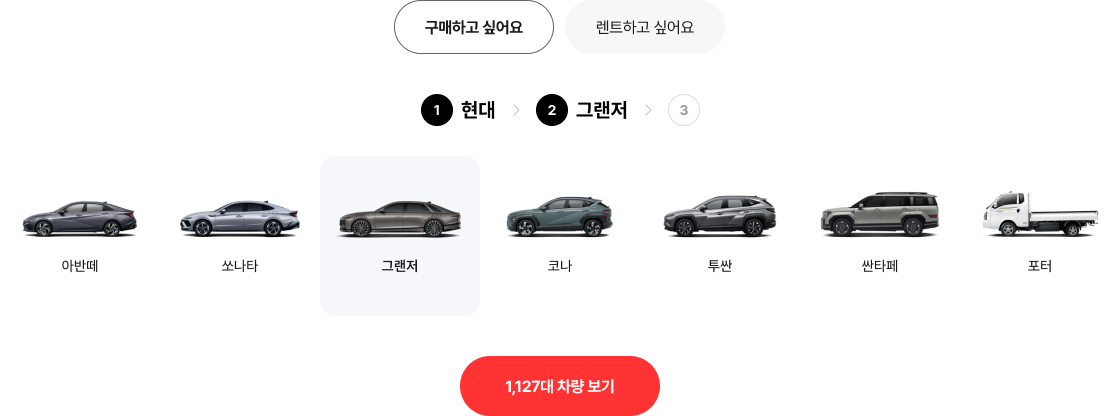 구매하고 싶어요 렌트하고 싶어요
1 현대 2 그랜저 3
아반떼 쏘나타 그랜저 코나 투싼 싼타페 포터
1,127대 차량 보기